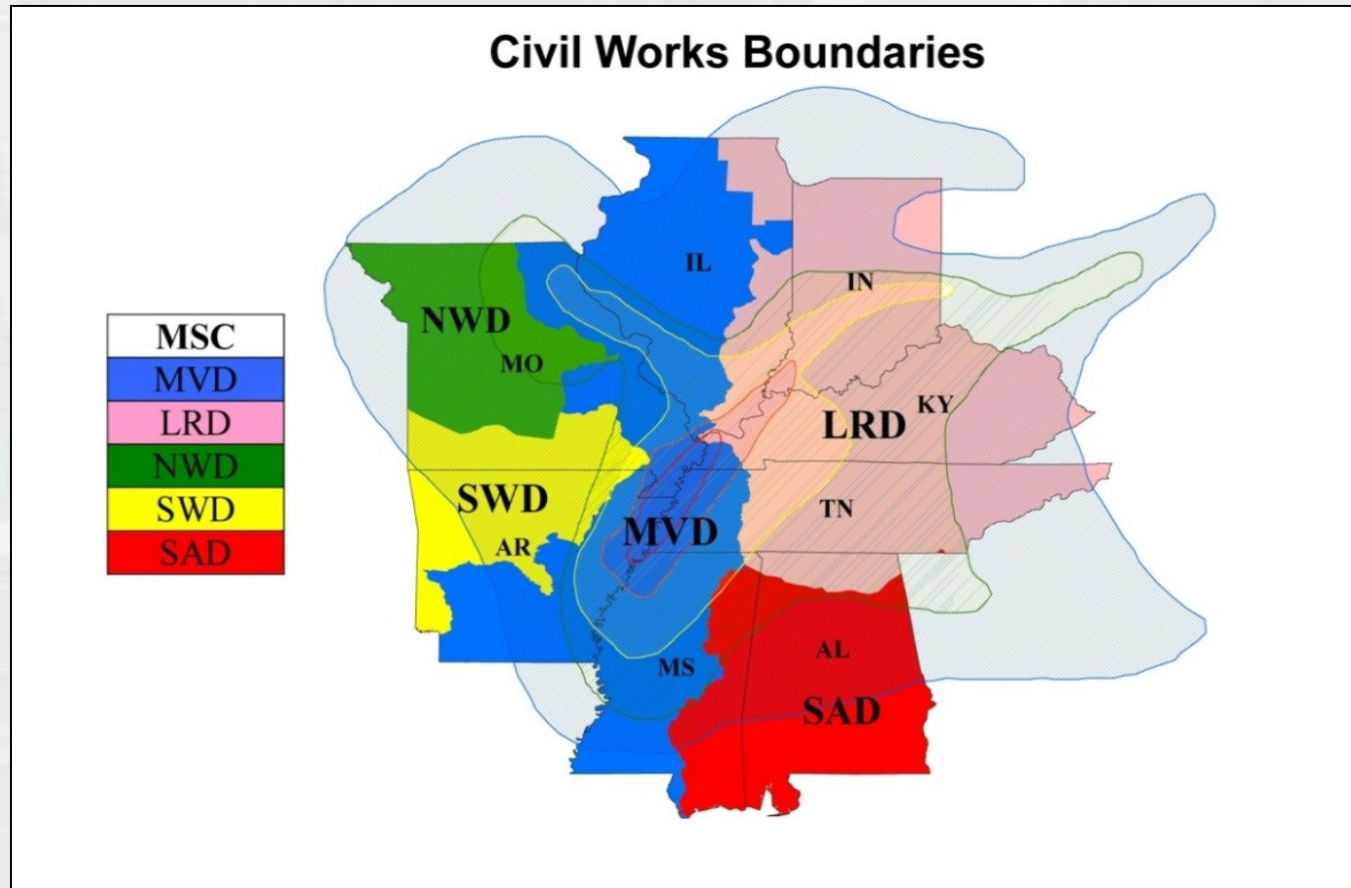 Civil Works Boundaries
IL
IN
NWD
MO
MSC
MVD
LRD
NWD
SWD
SAD
KY
LRD
SWD
AR
MVD
TN
MS
AL
SAD